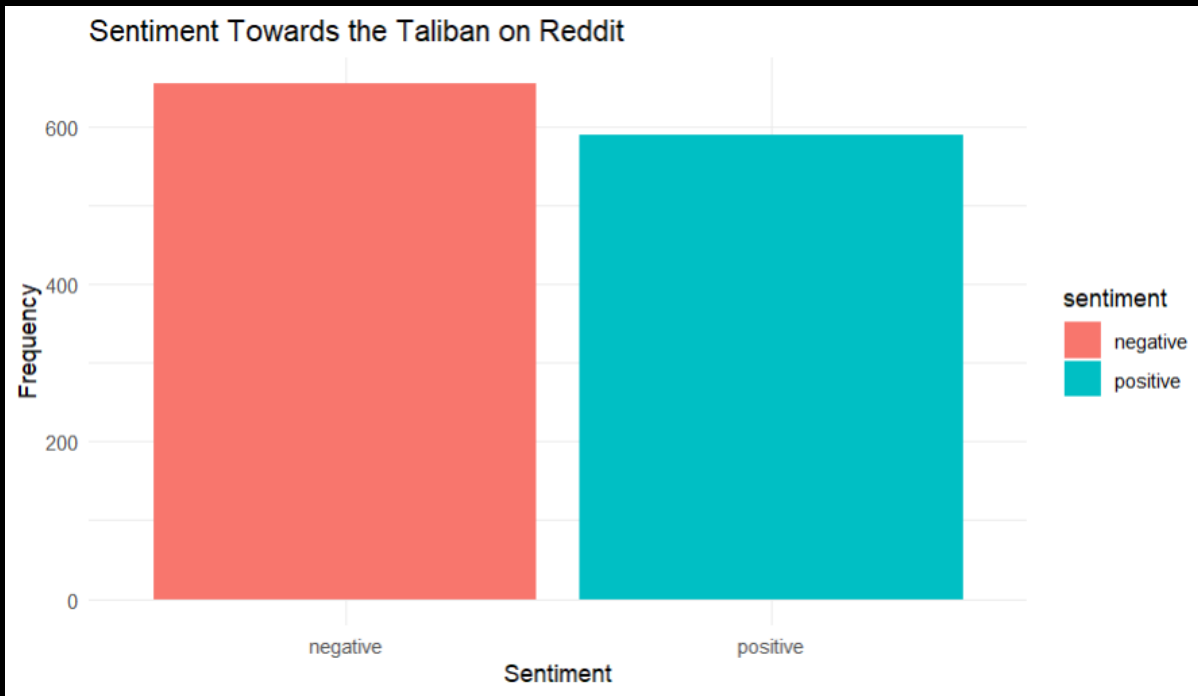 Sentiment Towards the Taliban on Reddit
600
400
200
0
Frequency
negative
positive
Sentiment
sentiment
negative
positive